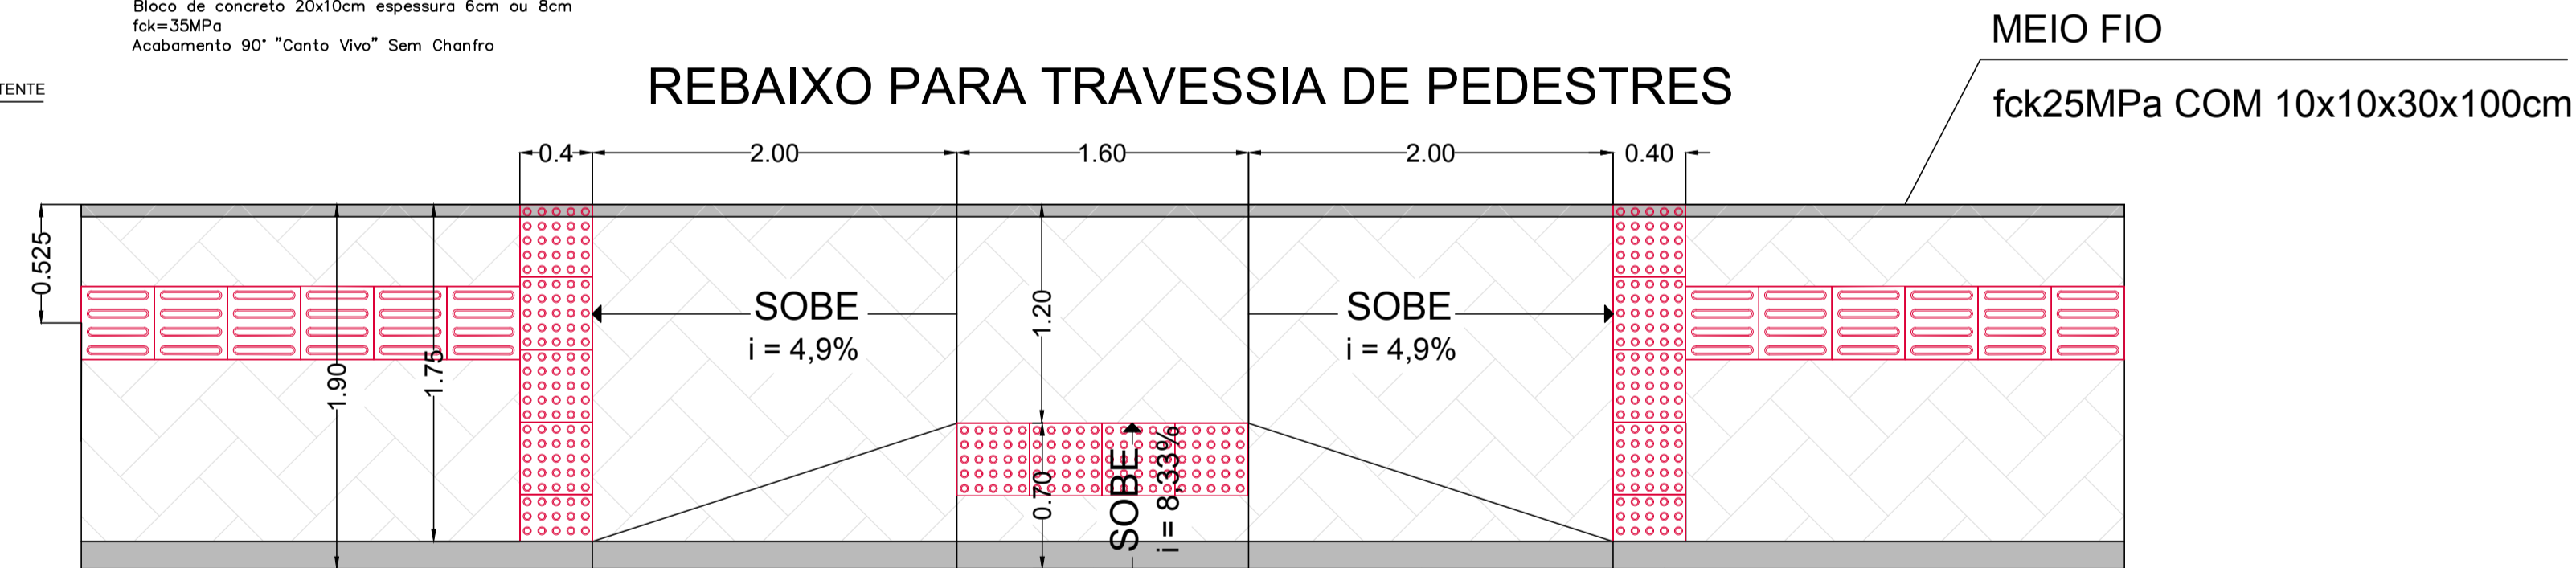 Bloco de concreto 20x10cm espessura 6cm ou 8cm
fck=35MPa
Acabamento 90° "Canto Vivo" Sem Chanfro
TENTE
REBAIXO PARA TRAVESSIA DE PEDESTRES
MEIO FIO
fck25MPa COM 10x10x30x100cm
0.4
2.00
1.60
2.00
0.40
0.525
1.90
1.75
SOBE
i = 4,9%
1.20
SOBE
i = 4,9%
0.70
SOBE
i = 8,33%